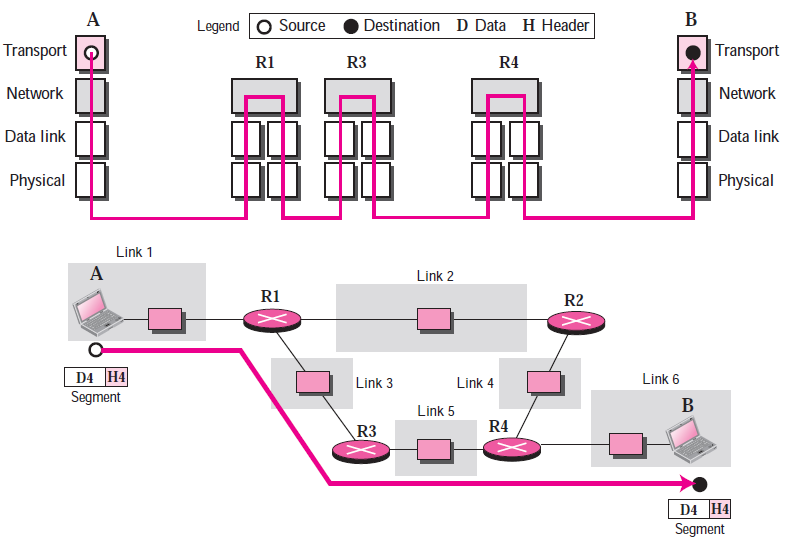 A
Legend Source Destination D Data H Header
B
Transport
R1
R3
R4
Transport
Network
Network
Data link
Data link
Physical
Physical
Link 1
A
R1
Link 2
R2
D4 H4
Segment
Link 3
Link 4
Link 5
Link 6
R3
R4
B
D4 H4
Segment